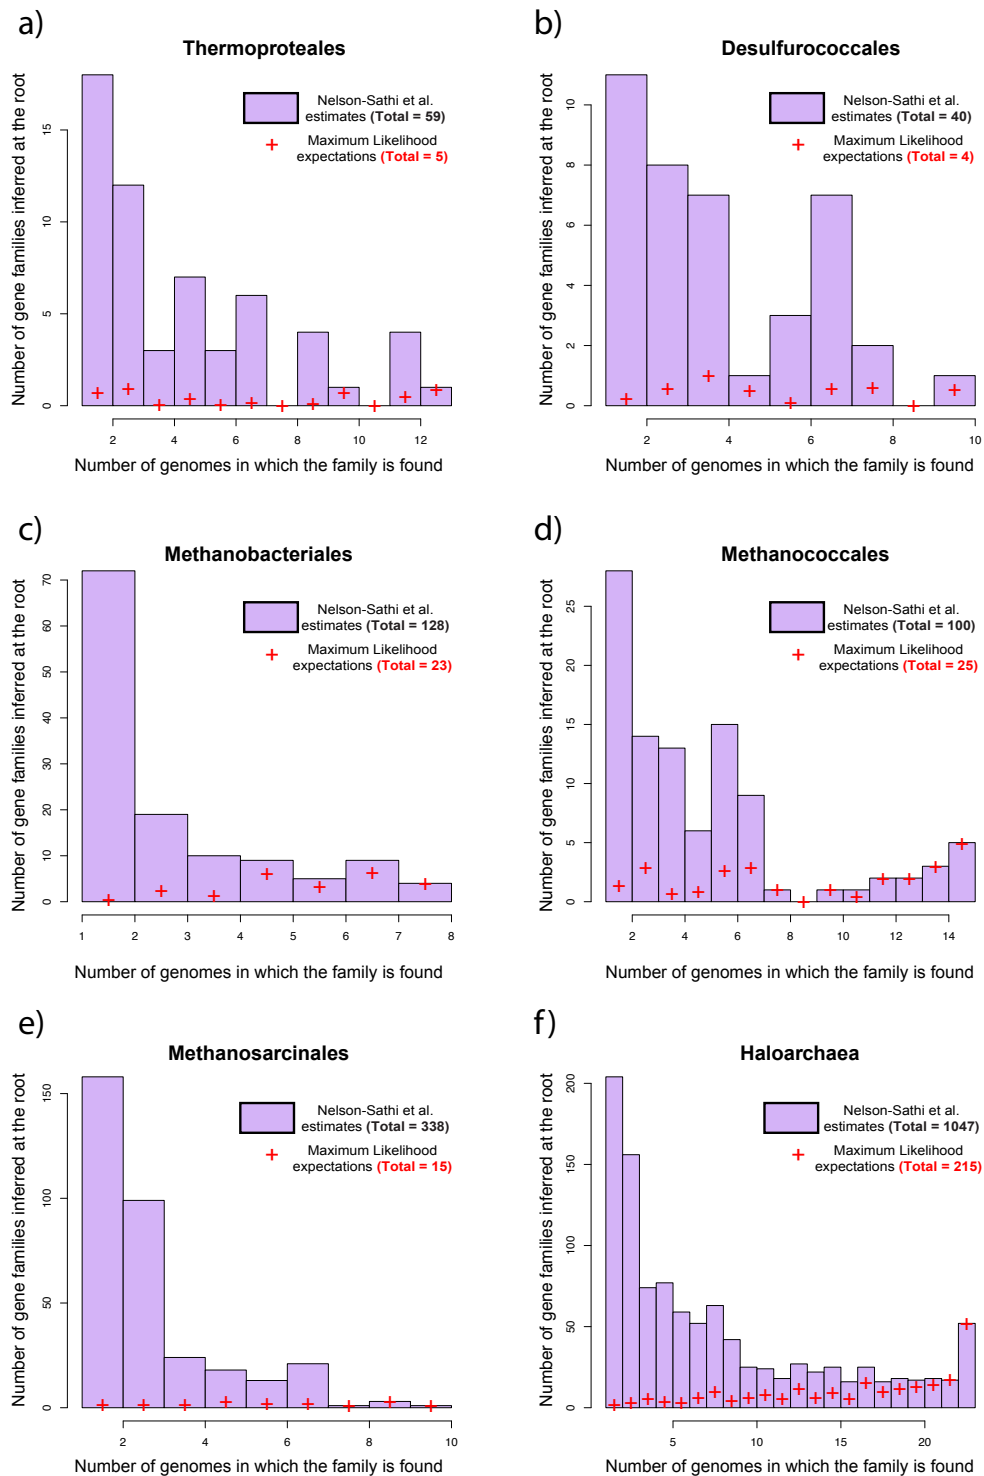 a)
Thermoproteales
Number of gene families inferred at the root
0 5 10 15
Nelson-Sathi et al.
estimates (Total = 59)
Maximum Likelihood
expectations (Total = 5)
2 4 6 8 10 12
Number of genomes in which the family is found
b)
Desulfurococcales
Number of gene families inferred at the root
0 2 4 6 8 10
Nelson-Sathi et al.
estimates (Total = 40)
Maximum Likelihood
expectations (Total = 4)
2 4 6 8 10
Number of genomes in which the family is found
c)
Methanobacteriales
Number of gene families inferred at the root
0 10 20 30 40 50 60 70
Nelson-Sathi et al.
estimates (Total = 128)
Maximum Likelihood
expectations (Total = 23)
1 2 3 4 5 6 7 8
Number of genomes in which the family is found
d)
Methanococcales
Number of gene families inferred at the root
0 5 10 15 20 25
Nelson-Sathi et al.
estimates (Total = 100)
Maximum Likelihood
expectations (Total = 25)
2 4 6 8 10 12 14
Number of genomes in which the family is found
e)
Methanosarcinales
Number of gene families inferred at the root
0 50 100 150
Nelson-Sathi et al.
estimates (Total = 338)
Maximum Likelihood
expectations (Total = 15)
2 4 6 8 10
Number of genomes in which the family is found
f)
Haloarchaea
Number of gene families inferred at the root
0 50 100 150 200
Nelson-Sathi et al.
estimates (Total = 1047)
Maximum Likelihood
expectations (Total = 215)
5 10 15 20
Number of genomes in which the family is found